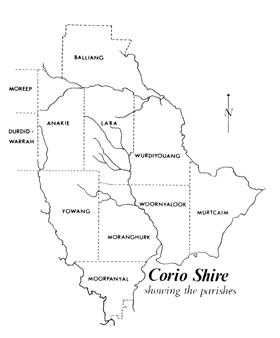 BALLIANG
MOREEP
ANAKIE
LARA
N
DURDID-
WARRAH
WURDIYOUANG
WOORNYALOOK
YOWANG
MURTCAIM
MORANGHURK
MOORPANYAL
Corio Shire
showing the parishes